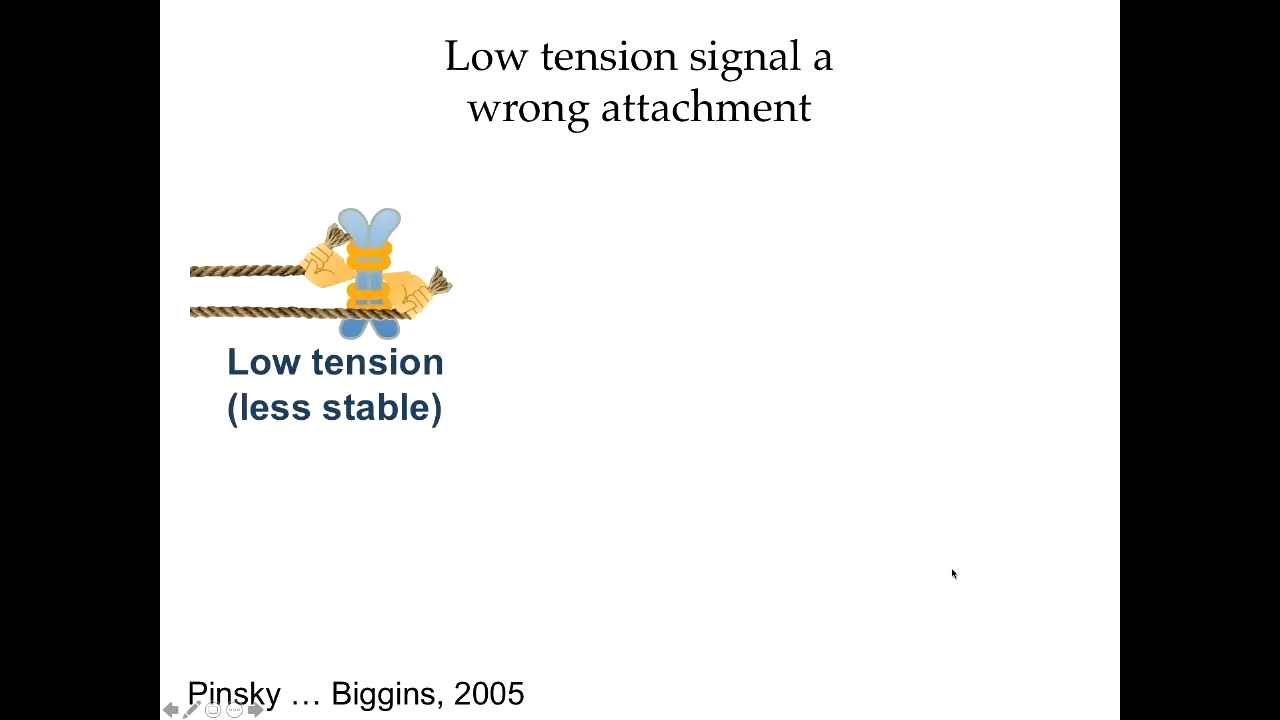 Low tension signal a
wrong attachment
Low tension
(less stable)
Pinsky … Biggins, 2005